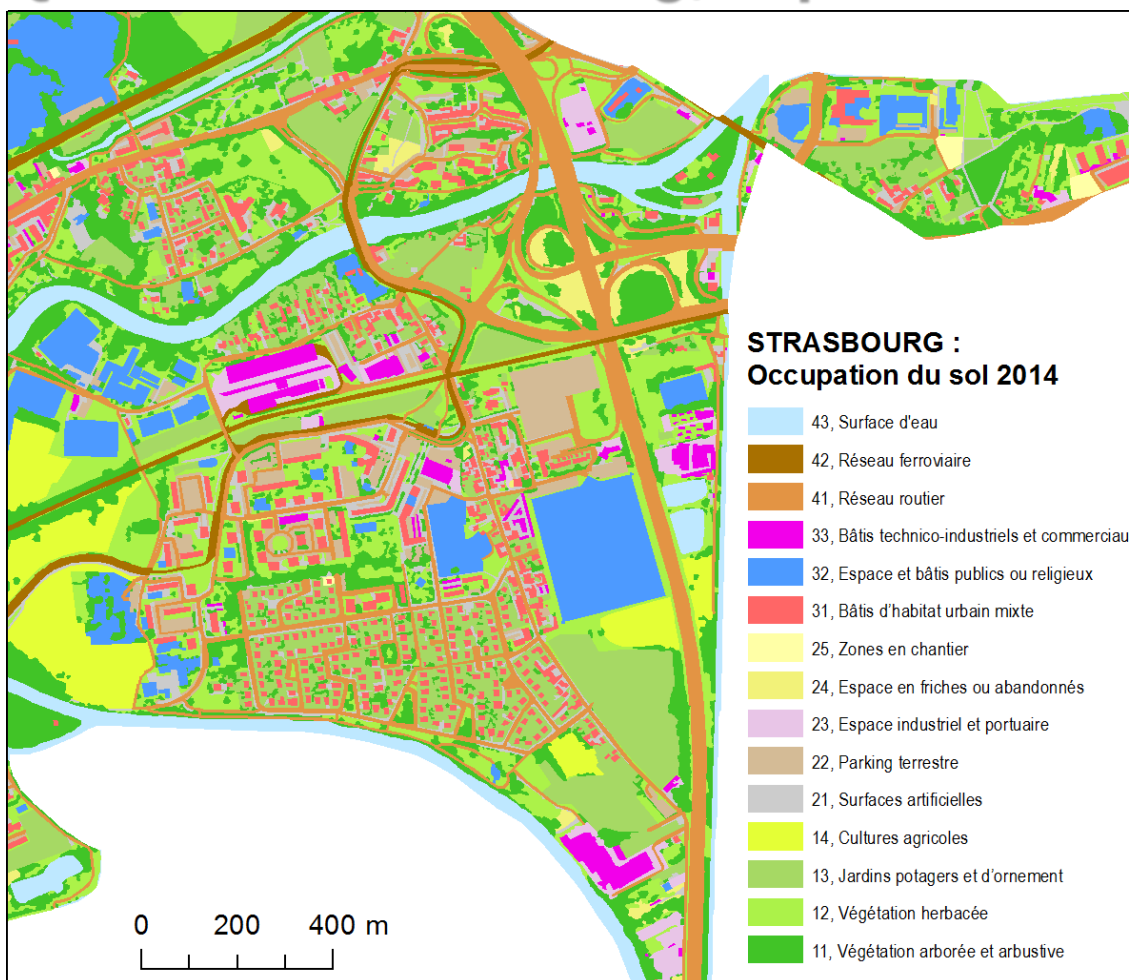 STRASBOURG :
Occupation du sol 2014
43, Surface d'eau
42, Réseau ferroviaire
41, Réseau routier
33, Bâtis technico-industriels et commerciau
32, Espace et bâtis publics ou religieux
31, Bâtis d'habitat urbain mixte
25, Zones en chantier
24, Espace en friches ou abandonnés
23, Espace industriel et portuaire
22, Parking terrestre
21, Surfaces artificielles
14, Cultures agricoles
13, Jardins potagers et d'ornement
12, Végétation herbacée
11, Végétation arborée et arbustive
0 200 400 m